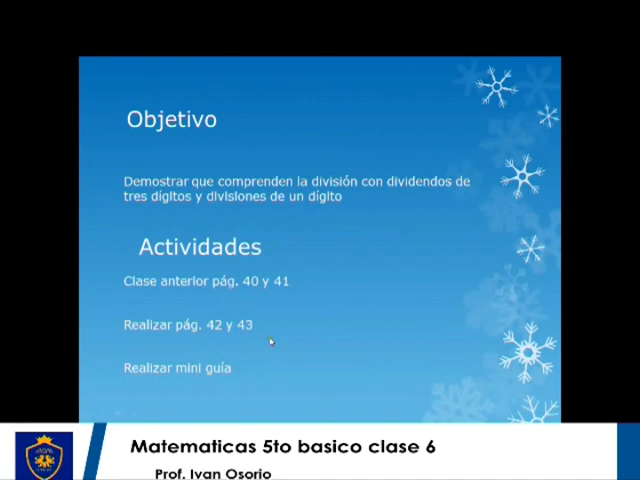 Objetivo
Demostrar que comprenden la división con dividendos de
tres dígitos y divisiones de un dígito
Actividades
Clase anterior pág. 40 y 41
Realizar pág. 42 y 43
Realizar mini guía
Matematicas 5to basico clase 6
Prof. Ivan Osorio